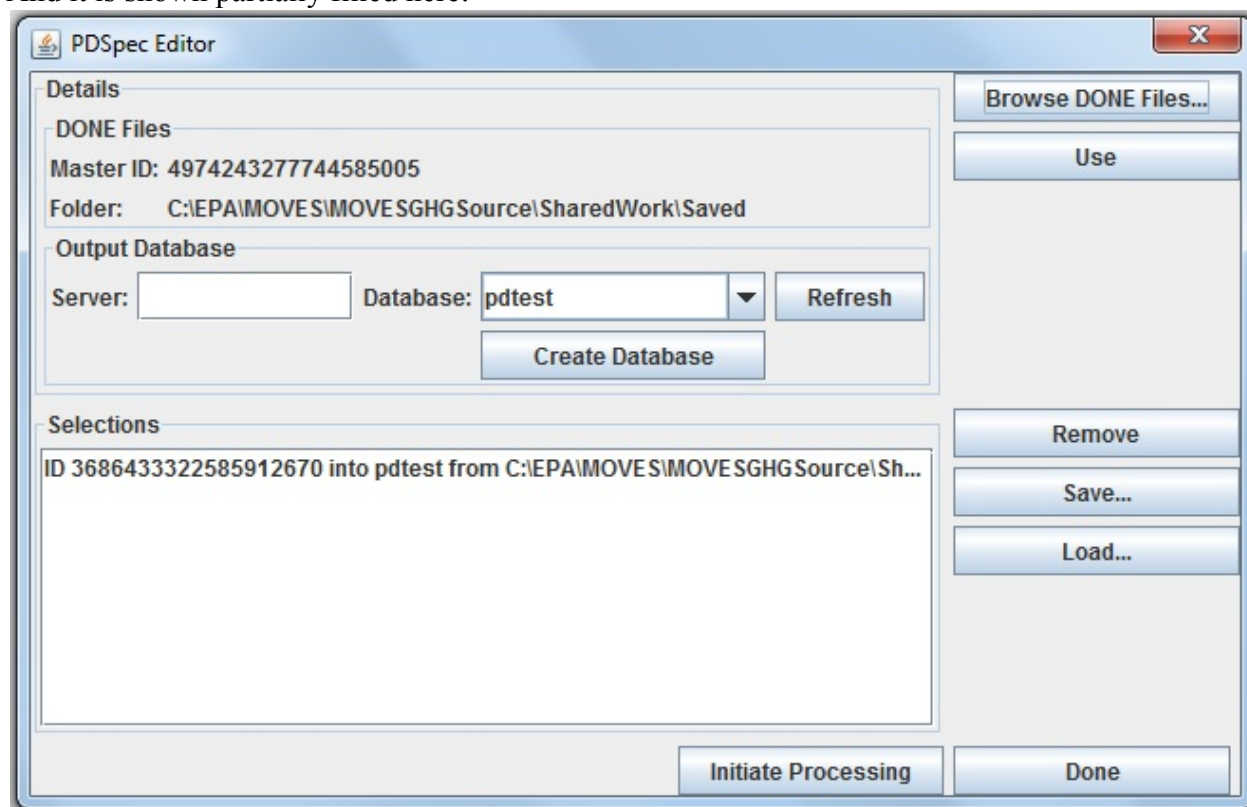 And it is shown partially filled here:
PDSpec Editor
Details
Browse DONE Files...
DONE Files
Master ID: 4974243277744585005
Use
Folder: C:\EPA\MOVES\MOVESGHGSource\SharedWork\Saved
Output Database
Server: Database: pdtest Refresh
Create Database
Selections
Remove
ID 3686433322585912670 into pdtest from C:\EPA\MOVES\MOVESGHGSource\Sh...
Save...
Load...
Initiate Processing Done